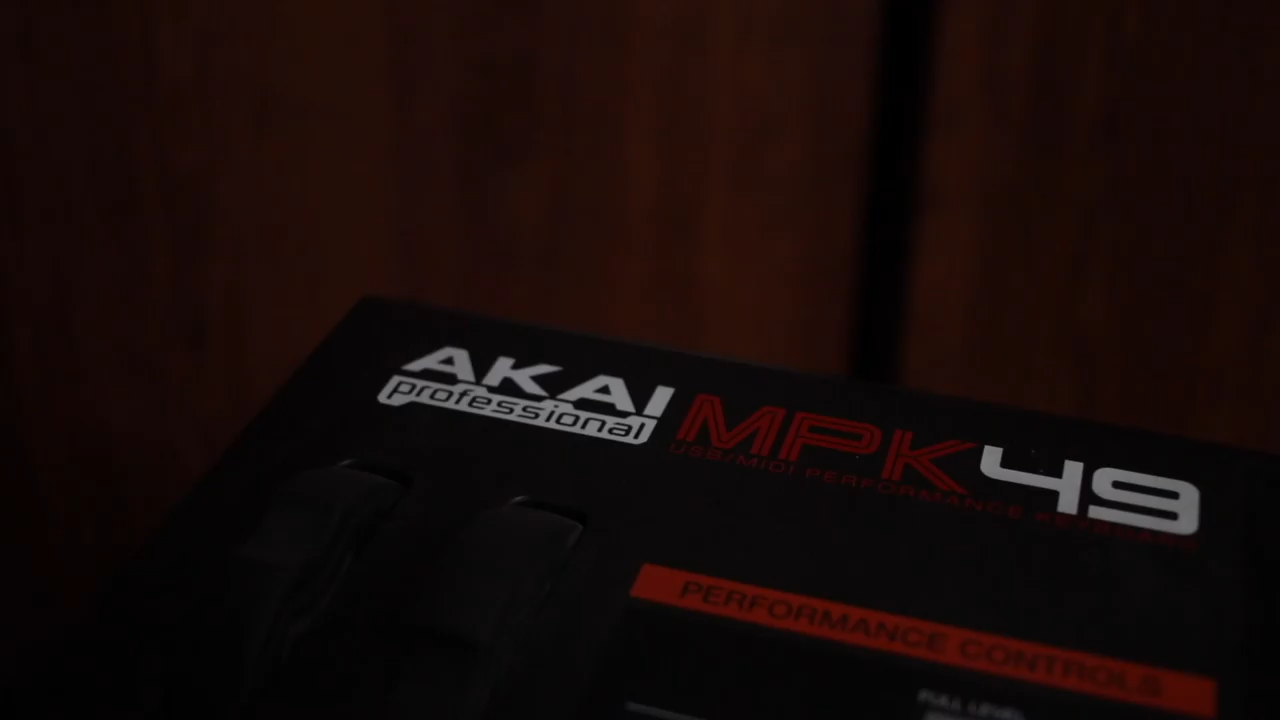 AKAI MPK49
professional
USB/MIDI PERFORMANCE KEYBOARD
PERFORMANCE CONTROLS
FULL LEVEL